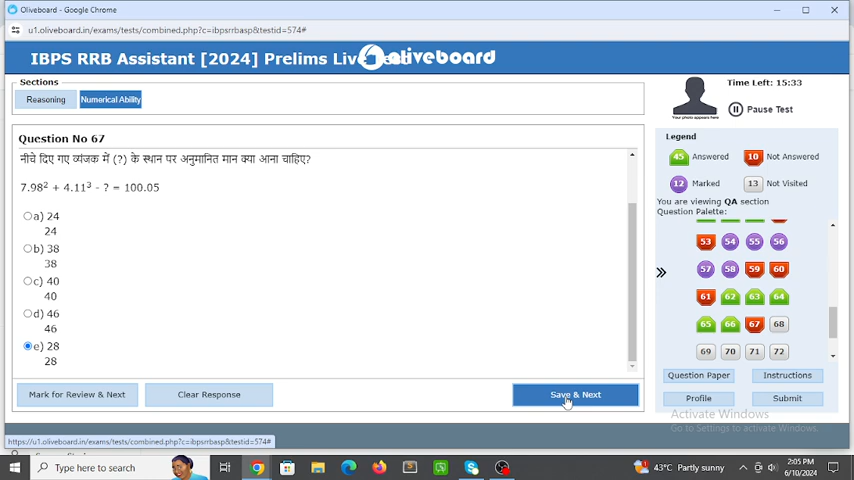 Oliveboard - Google Chrome
u1.oliveboard.in/exams/tests/combined.php?c=ibpsrrbasp&testid=574#
IBPS RRB Assistant [2024] Prelims Live
oliveboard
Sections
Reasoning
Numerical Ability
Time Left: 15:33
Pause Test
Your photo appears here
Question No 67
नीचे दिए गए व्यंजक में (?) के स्थान पर अनुमानित मान क्या आना चाहिए?
7.98² + 4.11³ - ? = 100.05
a) 24
24
b) 38
38
c) 40
40
d) 46
46
e) 28
28
Mark for Review & Next
Clear Response
Save & Next
Legend
45 Answered
10 Not Answered
12 Marked
13 Not Visited
You are viewing QA section
Question Palette:
53 54 55 56
57 58 59 60
61 62 63 64
65 66 67 68
69 70 71 72
Question Paper
Instructions
Profile
Submit
Activate Windows
Go to Settings to activate Windows.
https://u1.oliveboard.in/exams/tests/combined.php?c=ibpsrrbasp&testid=574#
Type here to search
43°C Partly sunny
2:05 PM
6/10/2024